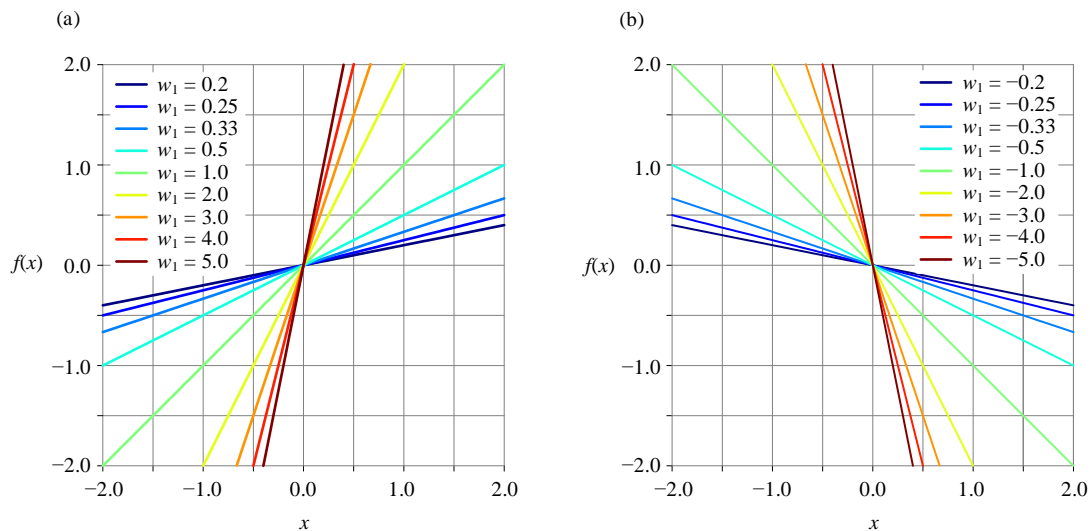 (a)
2.0
1.0
f(x)
0.0
−1.0
−2.0
w1 = 0.2
w1 = 0.25
w1 = 0.33
w1 = 0.5
w1 = 1.0
w1 = 2.0
w1 = 3.0
w1 = 4.0
w1 = 5.0
−2.0 −1.0 0.0 1.0 2.0
x
(b)
2.0
1.0
f(x)
0.0
−1.0
−2.0
w1 = −0.2
w1 = −0.25
w1 = −0.33
w1 = −0.5
w1 = −1.0
w1 = −2.0
w1 = −3.0
w1 = −4.0
w1 = −5.0
−2.0 −1.0 0.0 1.0 2.0
x